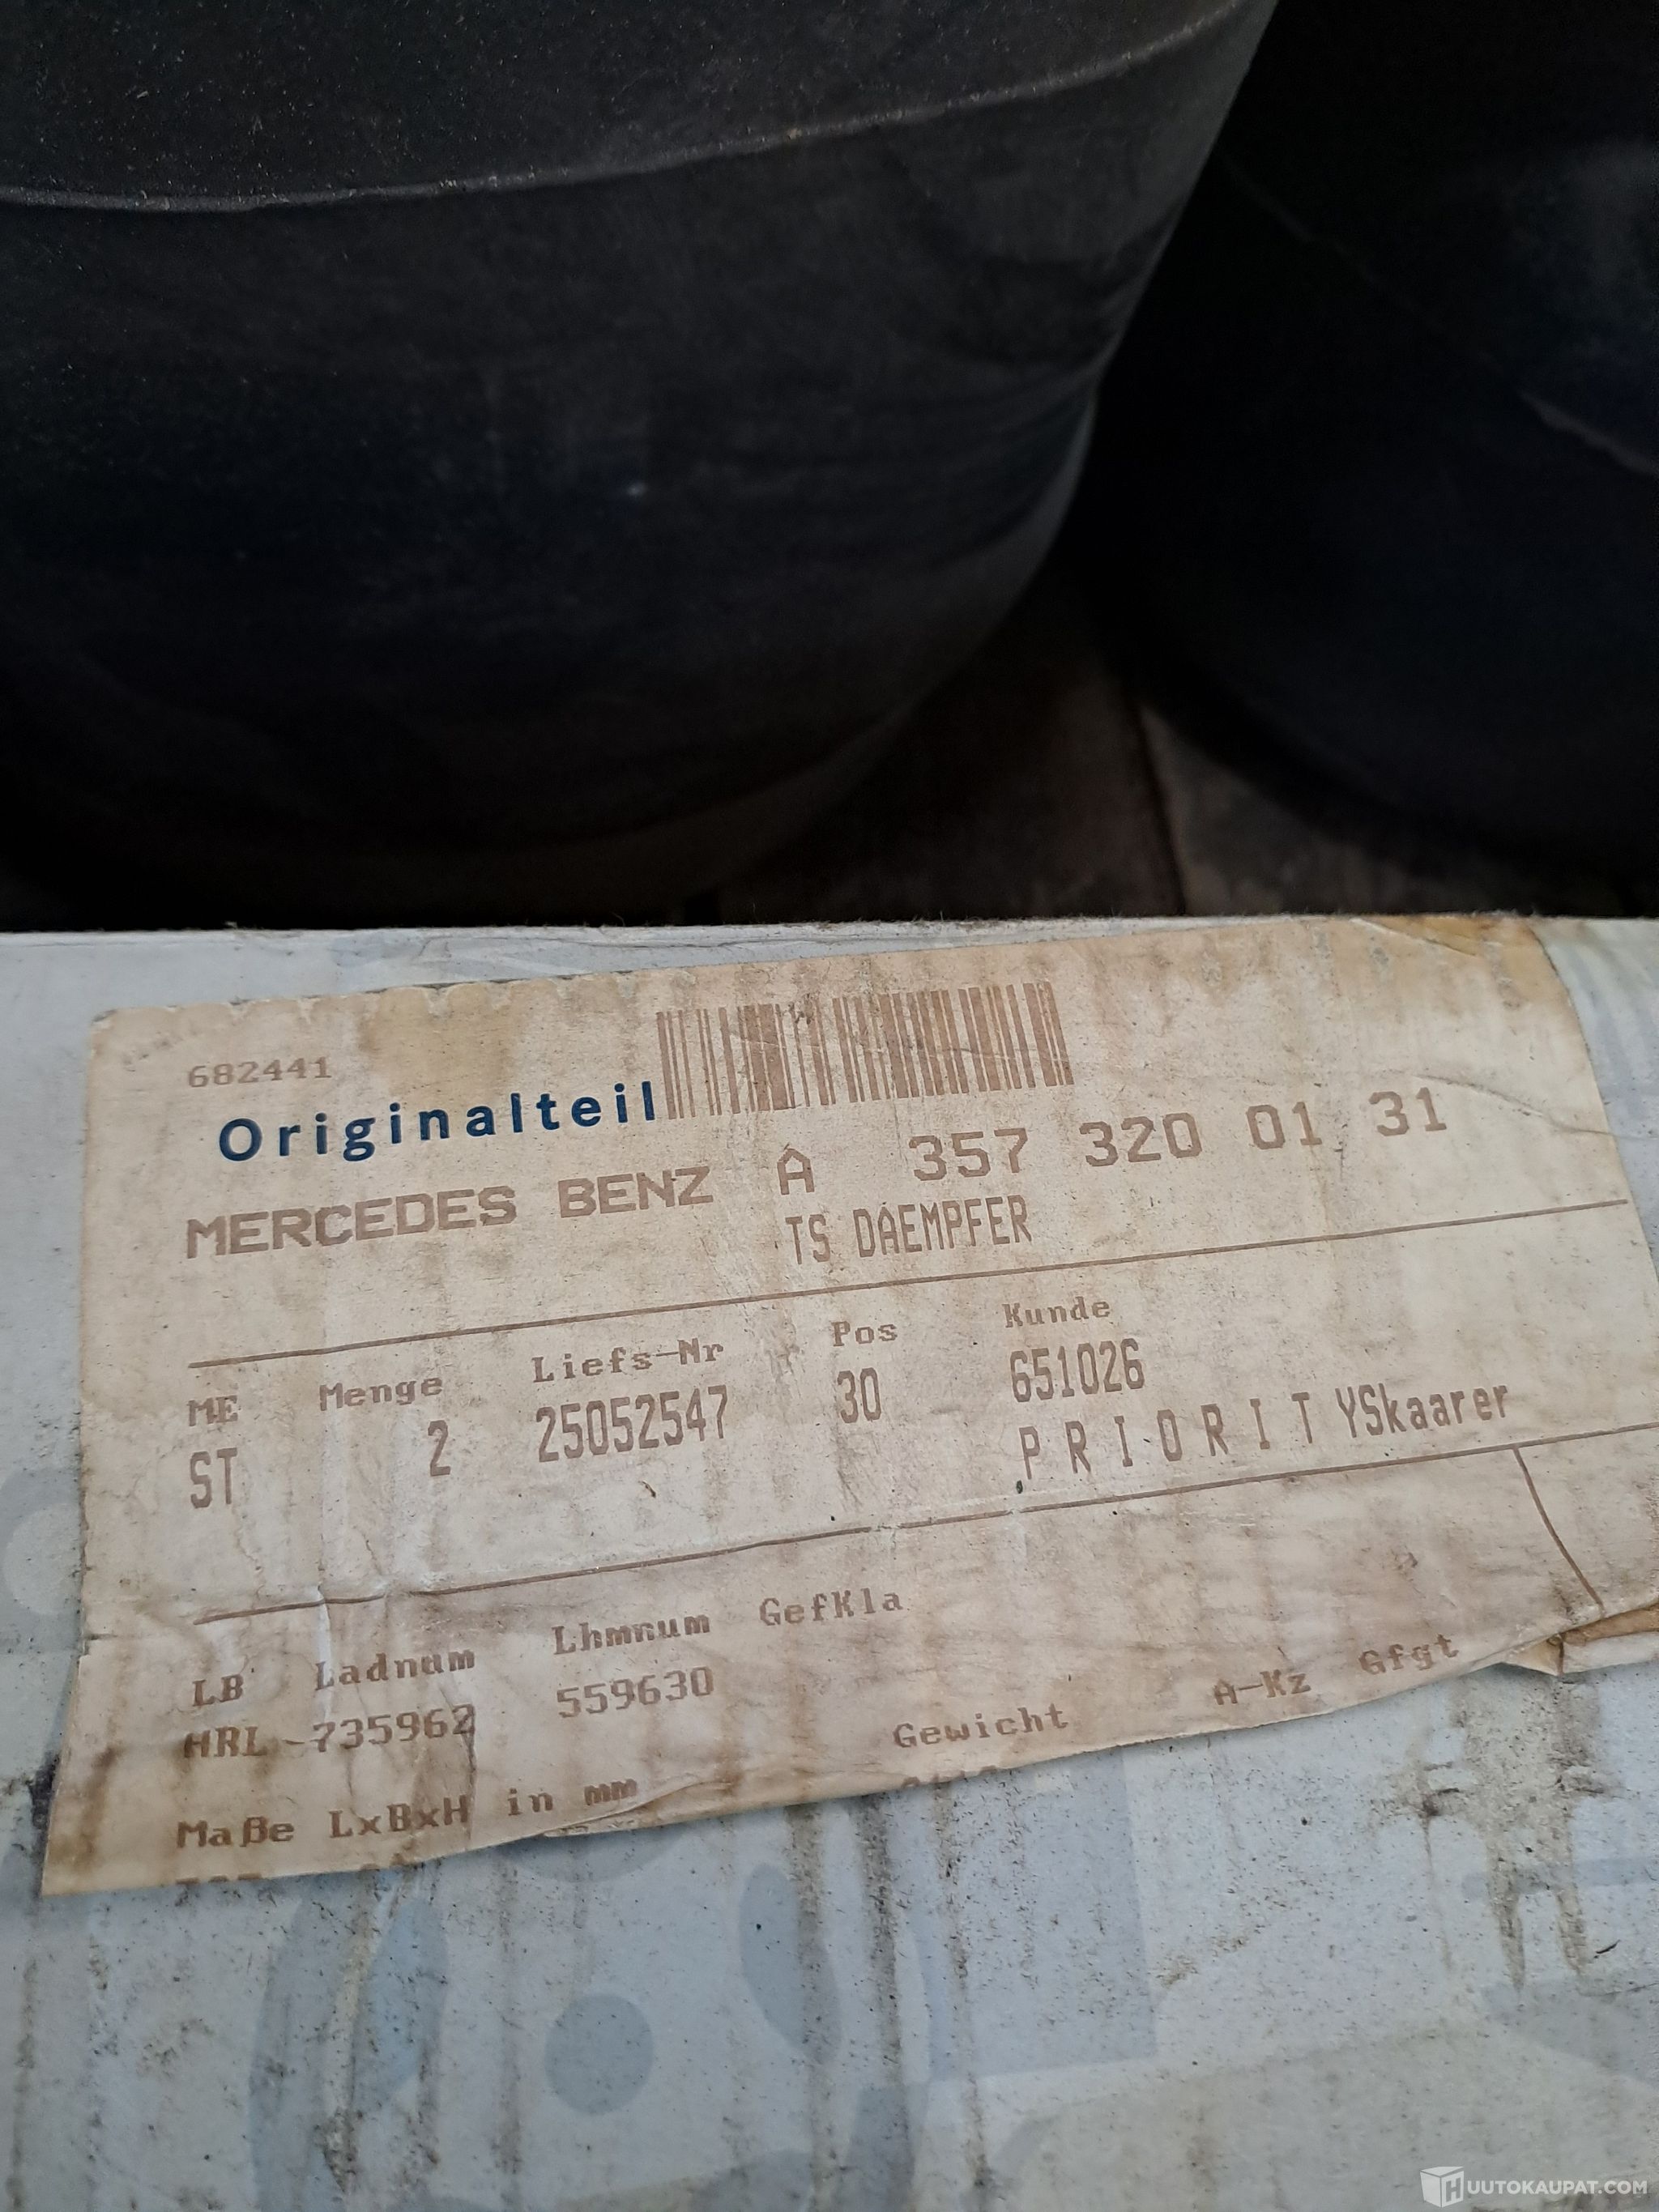 682441
Originalteil
MERCEDES BENZ A 357 320 01 31
TS DAEMPFER
ME Menge Liefs-Nr Pos Kunde
ST 2 25052547 30 651026
P R I O R I T YSkaarer
LB Ladnum Lhmnum GefKla
HRL -735962 559630
Maße LxBxH in mm Gewicht A-Kz Gfgt
HUUTOKAUPAT.COM